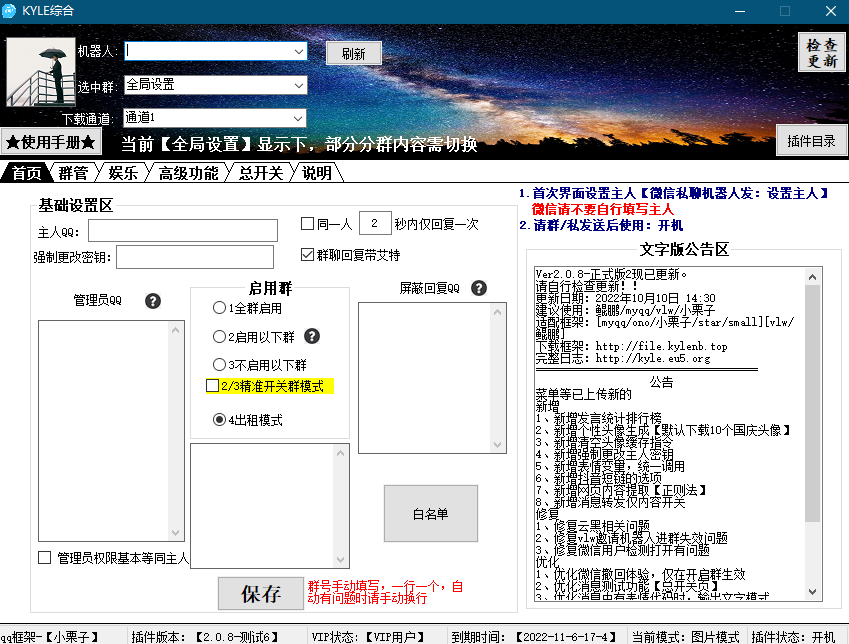 KYLE综合
机器人:
刷新
检查
更新
选中群:
全局设置
下载通道:
通道1
★使用手册★
当前【全局设置】显示下，部分分群内容需切换
插件目录
首页
群管
娱乐
高级功能
总开关
说明
基础设置区
主人QQ:
同一人
2
秒内仅回复一次
强制更改密钥:
群聊回复带艾特
管理员QQ
?
启用群
1全群启用
2启用以下群
?
3不启用以下群
2/3精准开关群模式
4出租模式
屏蔽回复QQ
?
白名单
管理员权限基本等同主人
保存
群号手动填写，一行一个，自
动有问题时请手动换行
1.首次界面设置主人【微信私聊机器人发：设置主人】
微信请不要自行填写主人
2.请群/私发送后使用：开机
文字版公告区
Ver2.0.8-正式版2现已更新。
请自行检查更新！！
更新日期：2022年10月10日 14:30
建议使用：鲲鹏/myqq/vlw/小栗子
适配框架：[myqq/ono/小栗子/star/small][vlw/
鲲鹏]
下载框架：http://file.kylenb.top
完整日志：http://kyle.eu5.org
公告
菜单等已上传新的
新增
1、新增发言统计排行榜
2、新增个性头像生成【默认下载10个国庆头像】
3、新增清空头像缓存指令
4、新增强制更改主人密钥
5、新增表情变量，统一调用
6、新增抖音短链的选项
7、新增网页内容提取【正则法】
8、新增消息转发仅内容开关
修复
1、修复云黑相关问题
2、修复vlw邀请机器人进群失效问题
3、修复微信用户检测打开有问题
优化
1、优化微信撤回体验，仅在开启群生效
2、优化消息测试功能【总开关页】
3、优化消息中有表情代码时，输出文字模式
qq框架-【小栗子】
插件版本：【2.0.8-测试6】
VIP状态：【VIP用户】
到期时间：【2022-11-6-17-4】
当前模式：图片模式
插件状态：开机